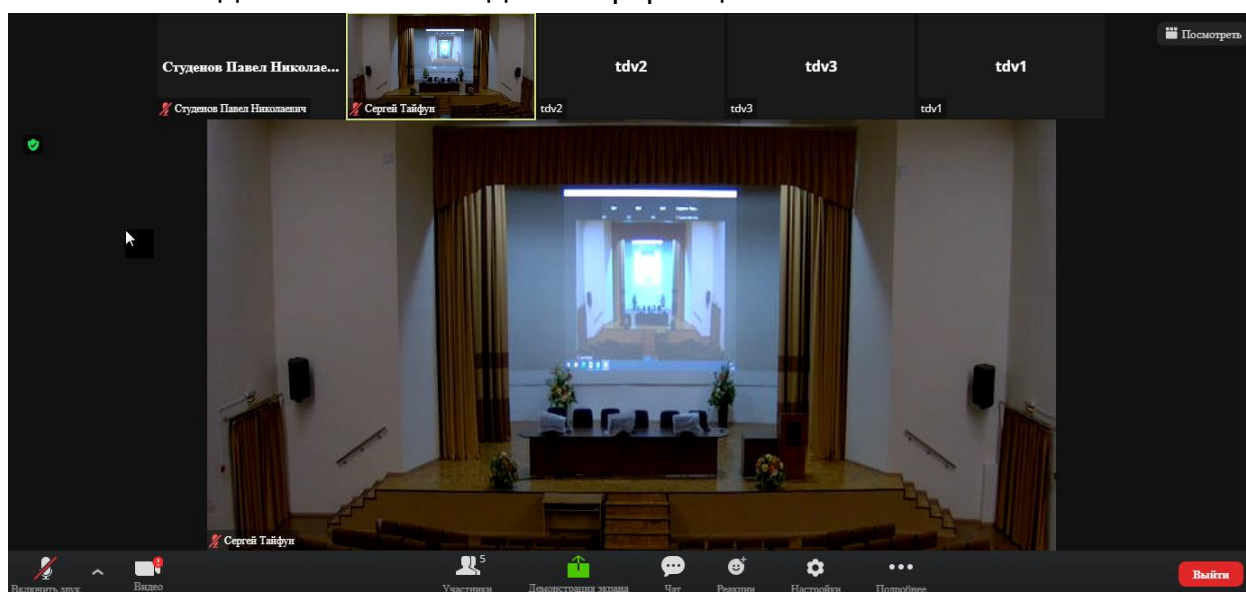 Посмотреть
Студенов Павел Николае...
tdv2
tdv3
tdv1
Студенов Павел Николаевич
Сергей Тайфун
tdv2
tdv3
tdv1
Сергей Тайфун
5
Включить звук
Видео
Участники
Демонстрация экрана
Чат
Реакции
Настройки
Подробнее
Выйти